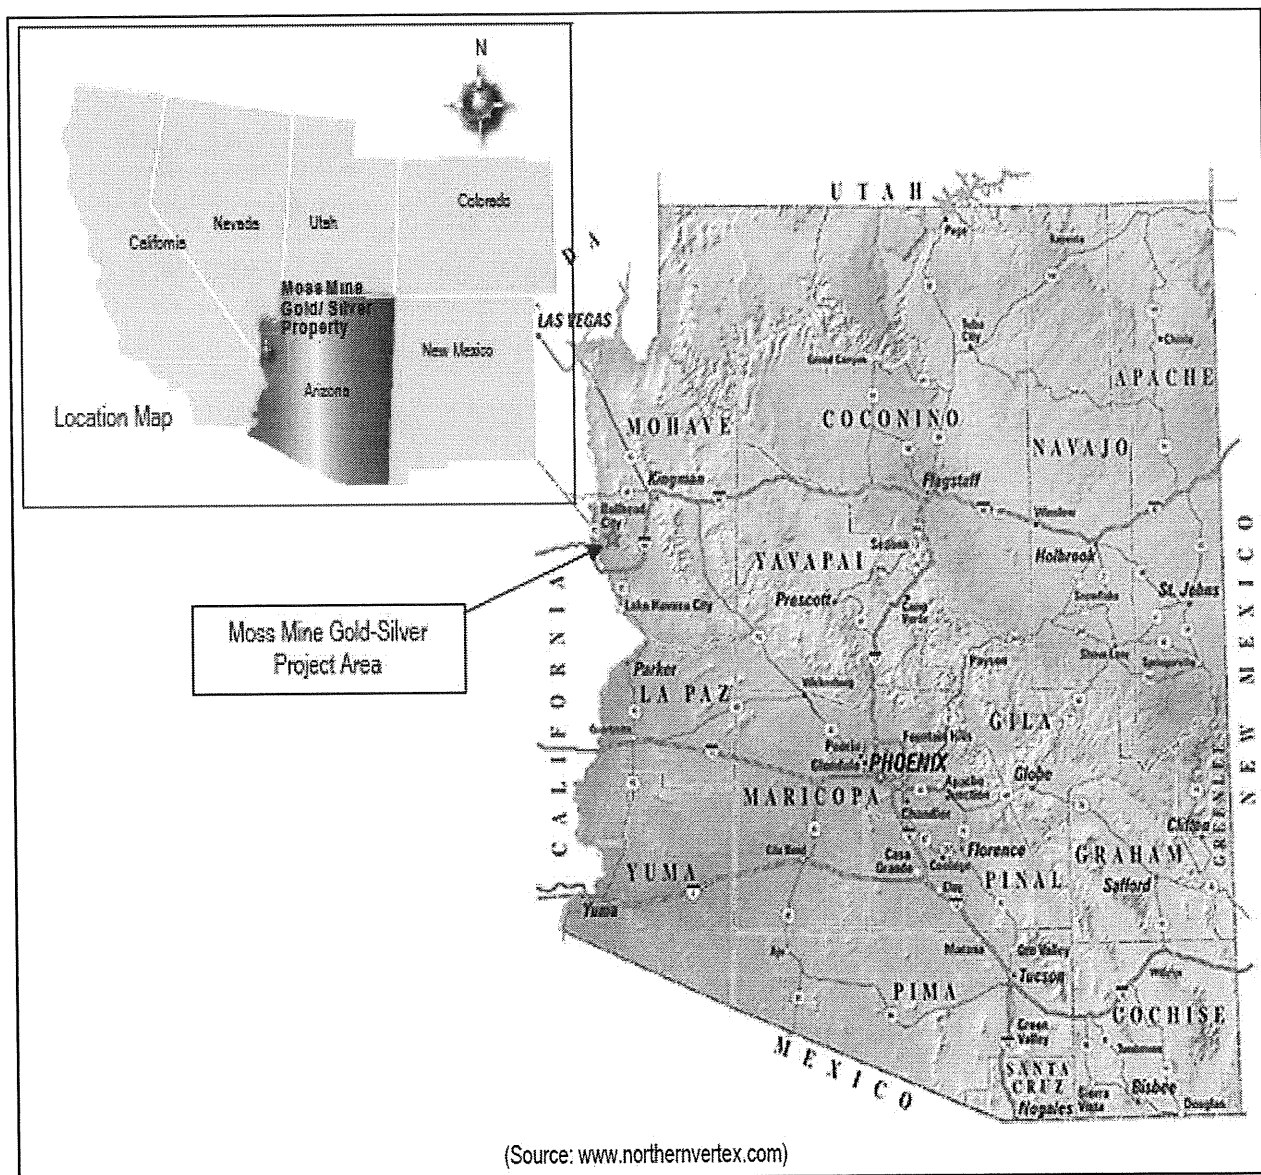 N
Colorado
Nevada
Utah
California
Moss Mine
Gold/ Silver
Property
New Mexico
Arizona
Location Map
UTAH
DA
Page
LAS VEGAS
Tuba
City
Chinle
Grand Canyon
APACHE
MOHAVE
COCONINO
NAVAJO
Kingman
Flagstaff
Bullhead
City
Winslow
Holbrook
Sedona
YAVAPAI
Prescott
Camp
Verde
Snowflake
St. Johns
Lake Havasu City
Show Low
Springerville
Moss Mine Gold-Silver
Project Area
CALIFORNIA
NEW MEXICO
Parker
Payson
LA PAZ
Wickenburg
GILA
Quartzsite
Fountain Hills
Peoria
Glendale
PHOENIX
Globe
Apache
Junction
MARICOPA
Chandler
GREENLEE
Clifton
Gila Bend
Casa
Grande
Coolidge
Florence
GRAHAM
YUMA
PINAL
Safford
Eloy
Yuma
Ajo
Marana
Oro Valley
Tucson
Willcox
PIMA
COCHISE
Green
Valley
Tombstone
MEXICO
SANTA
CRUZ
Nogales
Sierra
Vista
Bisbee
Douglas
(Source: www.northernvertex.com)